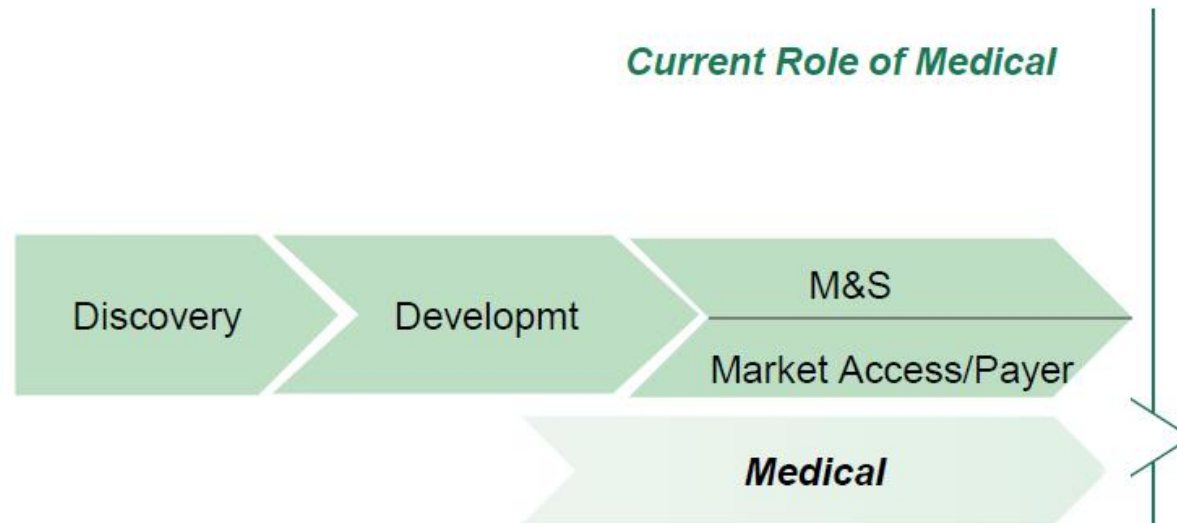 Current Role of Medical
Discovery
Developmt
M&S
Market Access/Payer
Medical